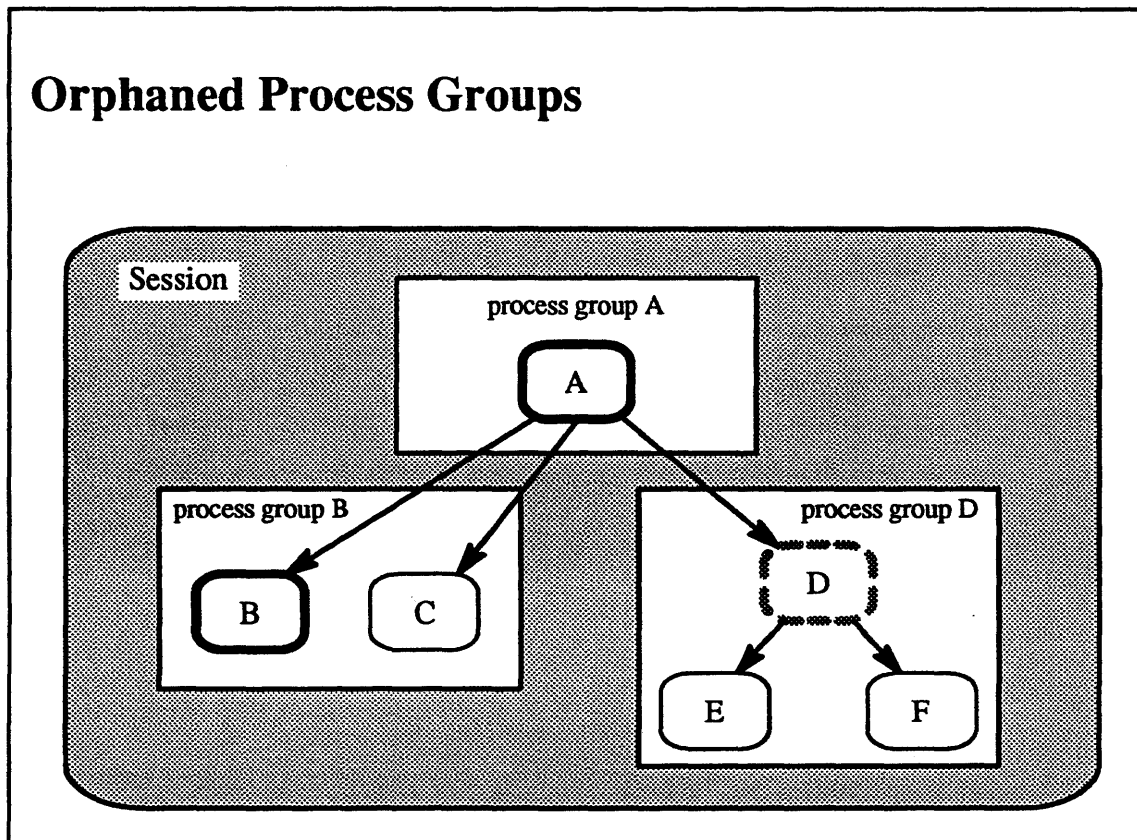 Orphaned Process Groups
Session
process group A
A
process group B
process group D
B
C
D
E
F